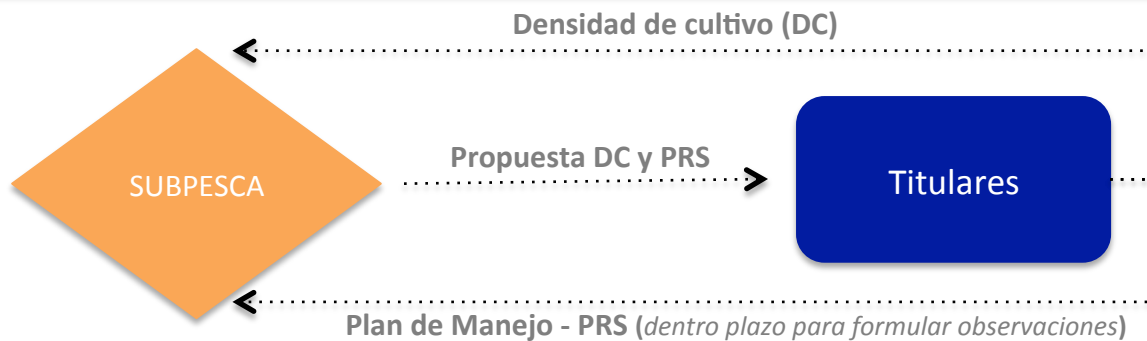 Densidad de cultivo (DC)
Propuesta DC y PRS
SUBPESCA
Titulares
Plan de Manejo - PRS (dentro plazo para formular observaciones)